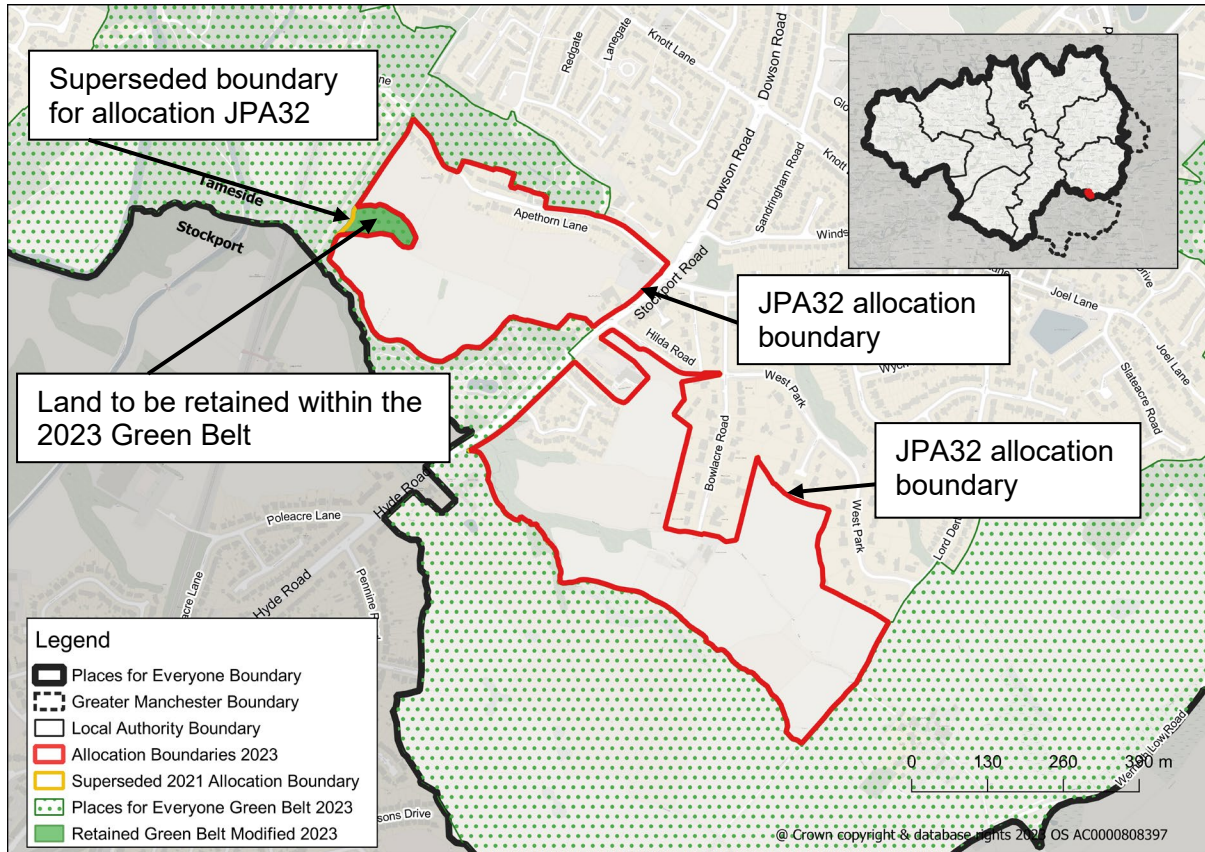 Superseded boundary
for allocation JPA32
Redgate
Lanegate
Knott Lane
Dowson Road
Dowson Road
Sandringham Road
Apethorn Lane
Tameside
Stockport
Stockport Road
Joel Lane
Joel Lane
Slateacre Road
JPA32 allocation
boundary
Hilda Road
West Park
Land to be retained within the
2023 Green Belt
Bowlacre Road
JPA32 allocation
boundary
West Park
Hyde Road
Poleacre Lane
Hyde Road
Legend
Places for Everyone Boundary
Greater Manchester Boundary
Local Authority Boundary
Allocation Boundaries 2023
Superseded 2021 Allocation Boundary
Places for Everyone Green Belt 2023
Retained Green Belt Modified 2023
0 130 260 390 m
@ Crown copyright & database rights 2023 OS AC0000808397